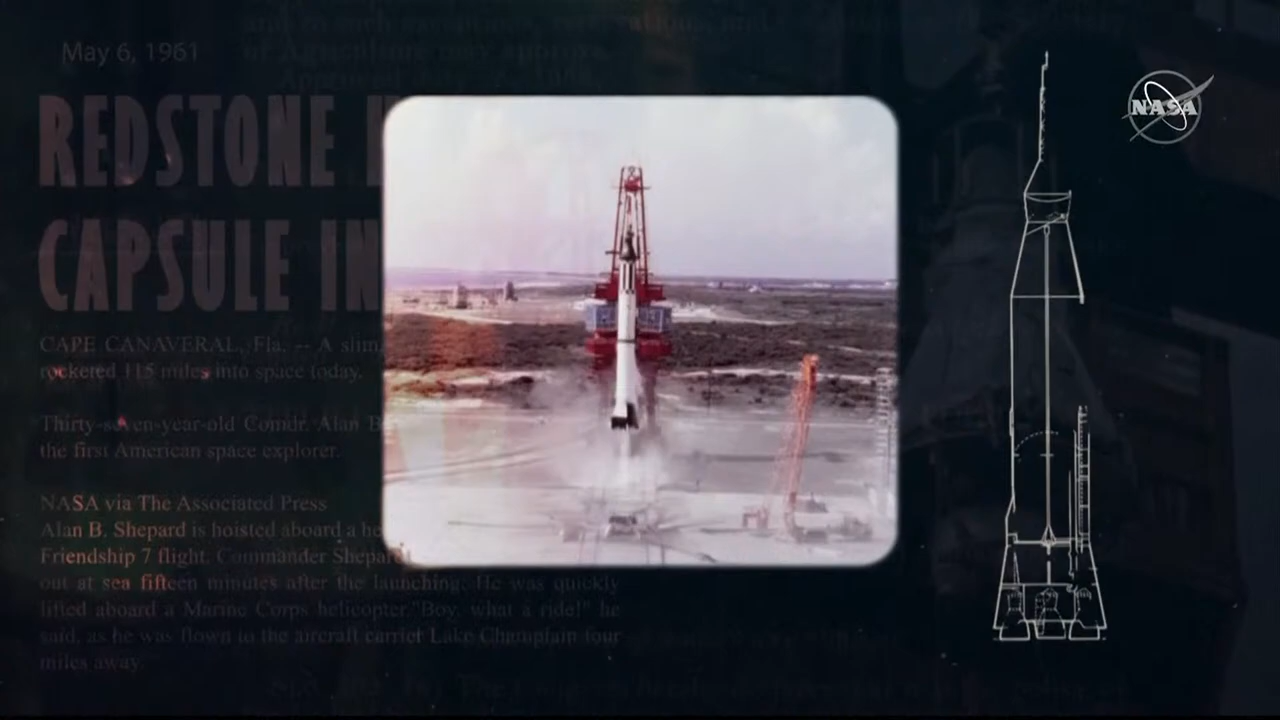 May 6, 1961
REDSTONE
CAPSULE IN
CAPE CANAVERAL, Fla. -- A slim,
rocketed 115 miles into space today.
Thirty-seven-year-old Comdr. Alan B
the first American space explorer.
NASA via The Associated Press
Alan B. Shepard is hoisted aboard a he
Friendship 7 flight. Commander Shepard
out at sea fifteen minutes after the launching. He was quickly
lifted aboard a Marine Corps helicopter."Boy, what a ride!" he
said, as he was flown to the aircraft carrier Lake Champlain four
miles away.
NASA